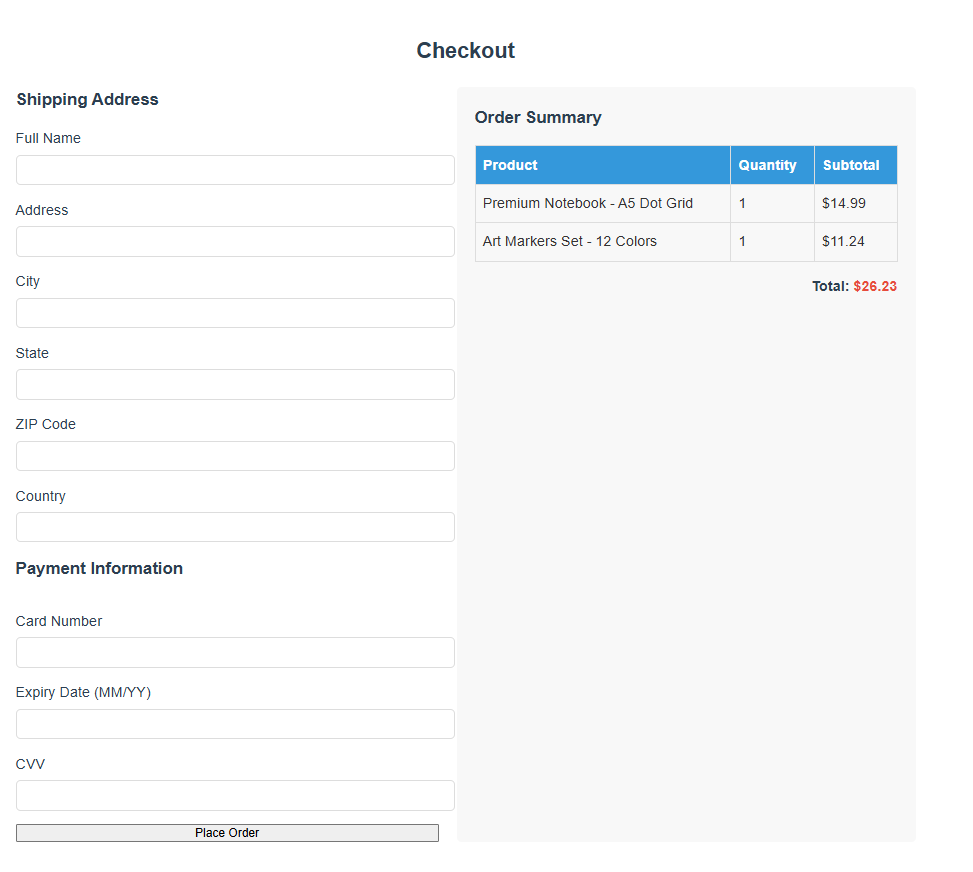 Checkout
Shipping Address
Full Name
Address
City
State
ZIP Code
Country
Payment Information
Card Number
Expiry Date (MM/YY)
CVV
Place Order
Order Summary
Product Quantity Subtotal
Premium Notebook - A5 Dot Grid 1 $14.99
Art Markers Set - 12 Colors 1 $11.24
Total: $26.23